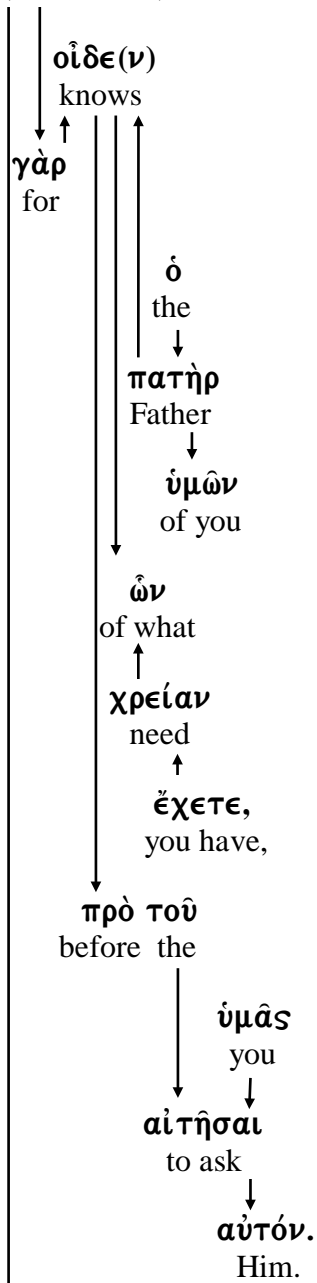 οἶδε(ν)
knows
γὰρ
for
ὁ
the
πατὴρ
Father
ὑμῶν
of you
ὧν
of what
χρείαν
need
ἔχετε,
you have,
πρὸ τοῦ
before the
ὑμᾶς
you
αἰτῆσαι
to ask
αὐτόν.
Him.